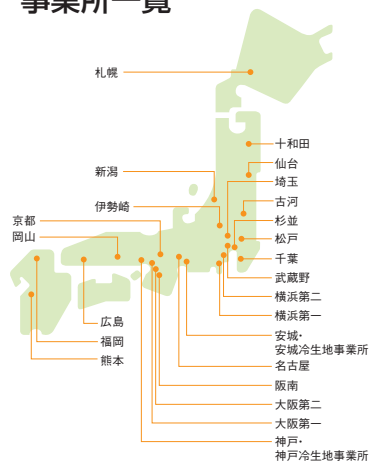 事業所一覧
札幌
十和田
仙台
埼玉
古河
杉並
松戸
千葉
武蔵野
横浜第二
横浜第一
安城・
安城冷生地事業所
名古屋
阪南
大阪第二
大阪第一
神戸・
神戸冷生地事業所
新潟
伊勢崎
京都
岡山
広島
福岡
熊本